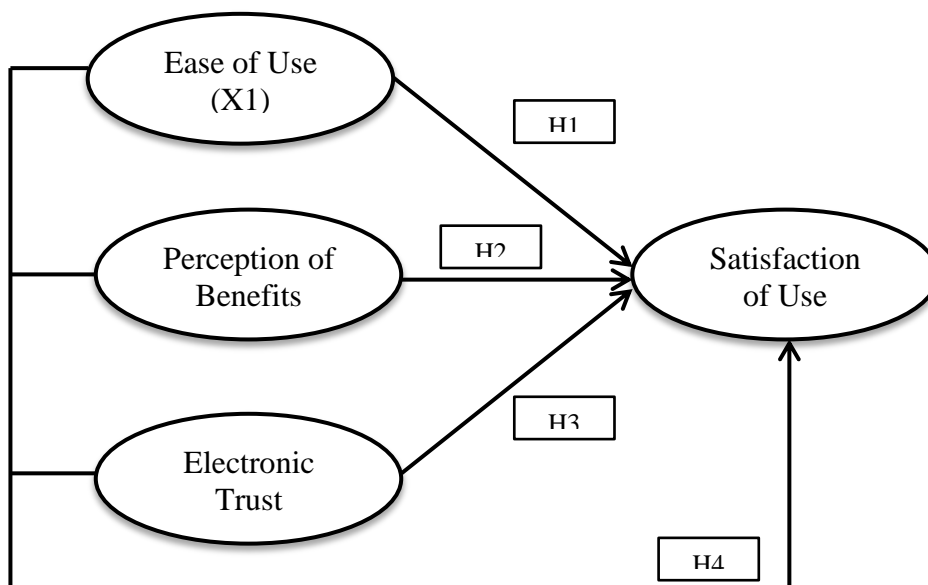 Ease of Use
(X1)
H1
Perception of
Benefits
H2
Satisfaction
of Use
H3
Electronic
Trust
H4